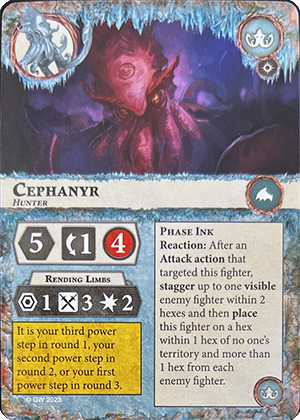 CEPHANYR
HUNTER
5 1 4
RENDING LIMBS
1 3 2
It is your third power
step in round 1, your
second power step in
round 2, or your first
power step in round 3.
© GW 2023
PHASE INK
Reaction: After an
Attack action that
targeted this fighter,
stagger up to one visible
enemy fighter within 2
hexes and then place
this fighter on a hex
within 1 hex of no one's
territory and more than
1 hex from each
enemy fighter.